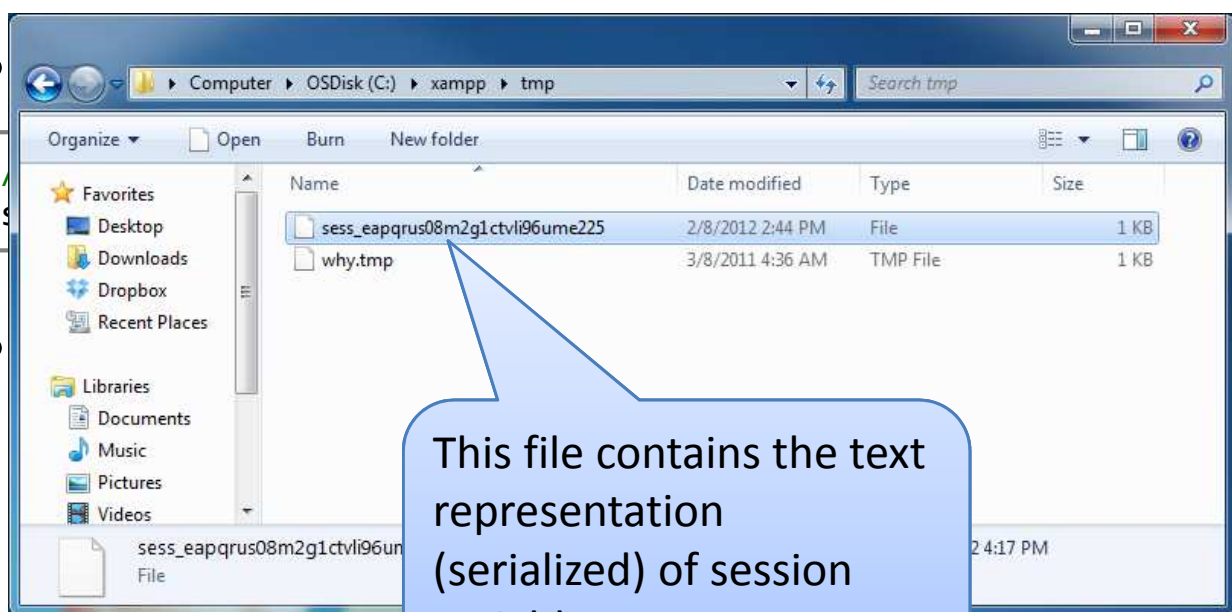 Computer ▸ OSDisk (C:) ▸ xampp ▸ tmp
Search tmp
Organize Open Burn New folder
Favorites
Desktop
Downloads
Dropbox
Recent Places
Libraries
Documents
Music
Pictures
Videos
Name Date modified Type Size
sess_eapqrus08m2g1ctvli96ume225 2/8/2012 2:44 PM File 1 KB
why.tmp 3/8/2011 4:36 AM TMP File 1 KB
This file contains the text
representation
(serialized) of session
File
4:17 PM